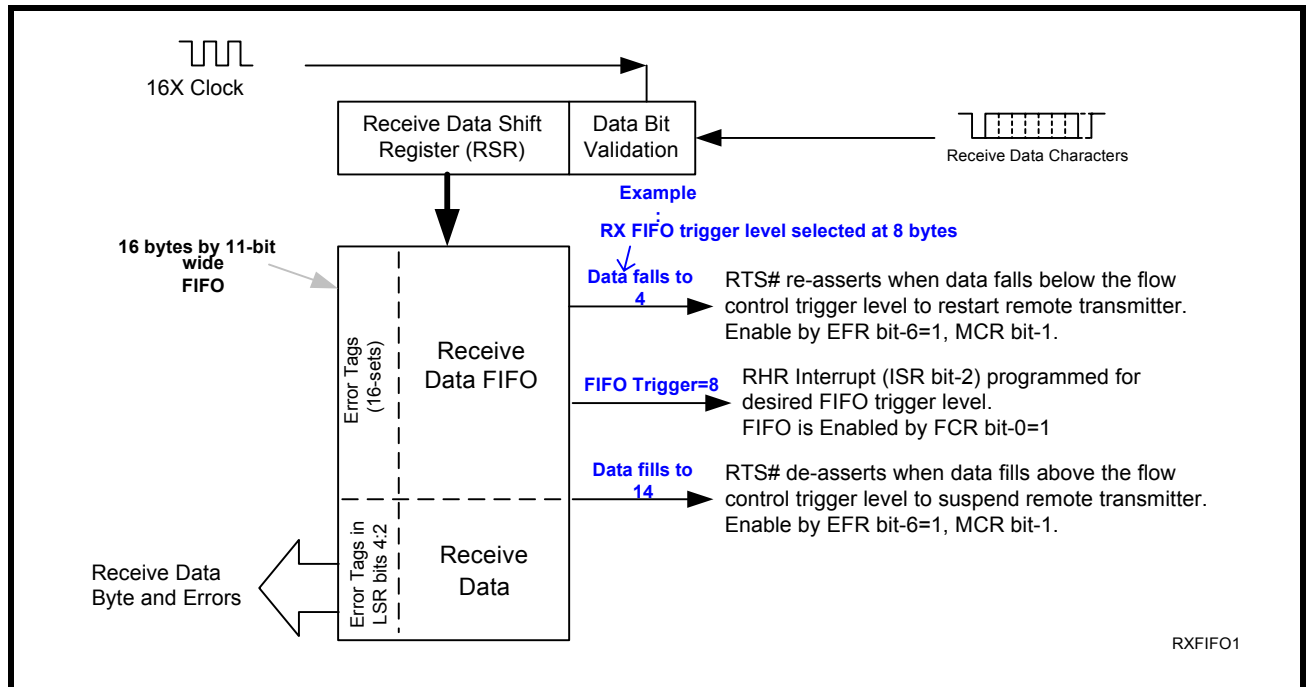 16X Clock
Receive Data Shift
Register (RSR)
Data Bit
Validation
Receive Data Characters
Example
:
RX FIFO trigger level selected at 8 bytes
16 bytes by 11-bit
wide
FIFO
Error Tags
(16-sets)
Receive
Data FIFO
Data falls to
4
RTS# re-asserts when data falls below the flow
control trigger level to restart remote transmitter.
Enable by EFR bit-6=1, MCR bit-1.
FIFO Trigger=8
RHR Interrupt (ISR bit-2) programmed for
desired FIFO trigger level.
FIFO is Enabled by FCR bit-0=1
Data fills to
14
RTS# de-asserts when data fills above the flow
control trigger level to suspend remote transmitter.
Enable by EFR bit-6=1, MCR bit-1.
Error Tags in
LSR bits 4:2
Receive
Data
Receive Data
Byte and Errors
RXFIFO1